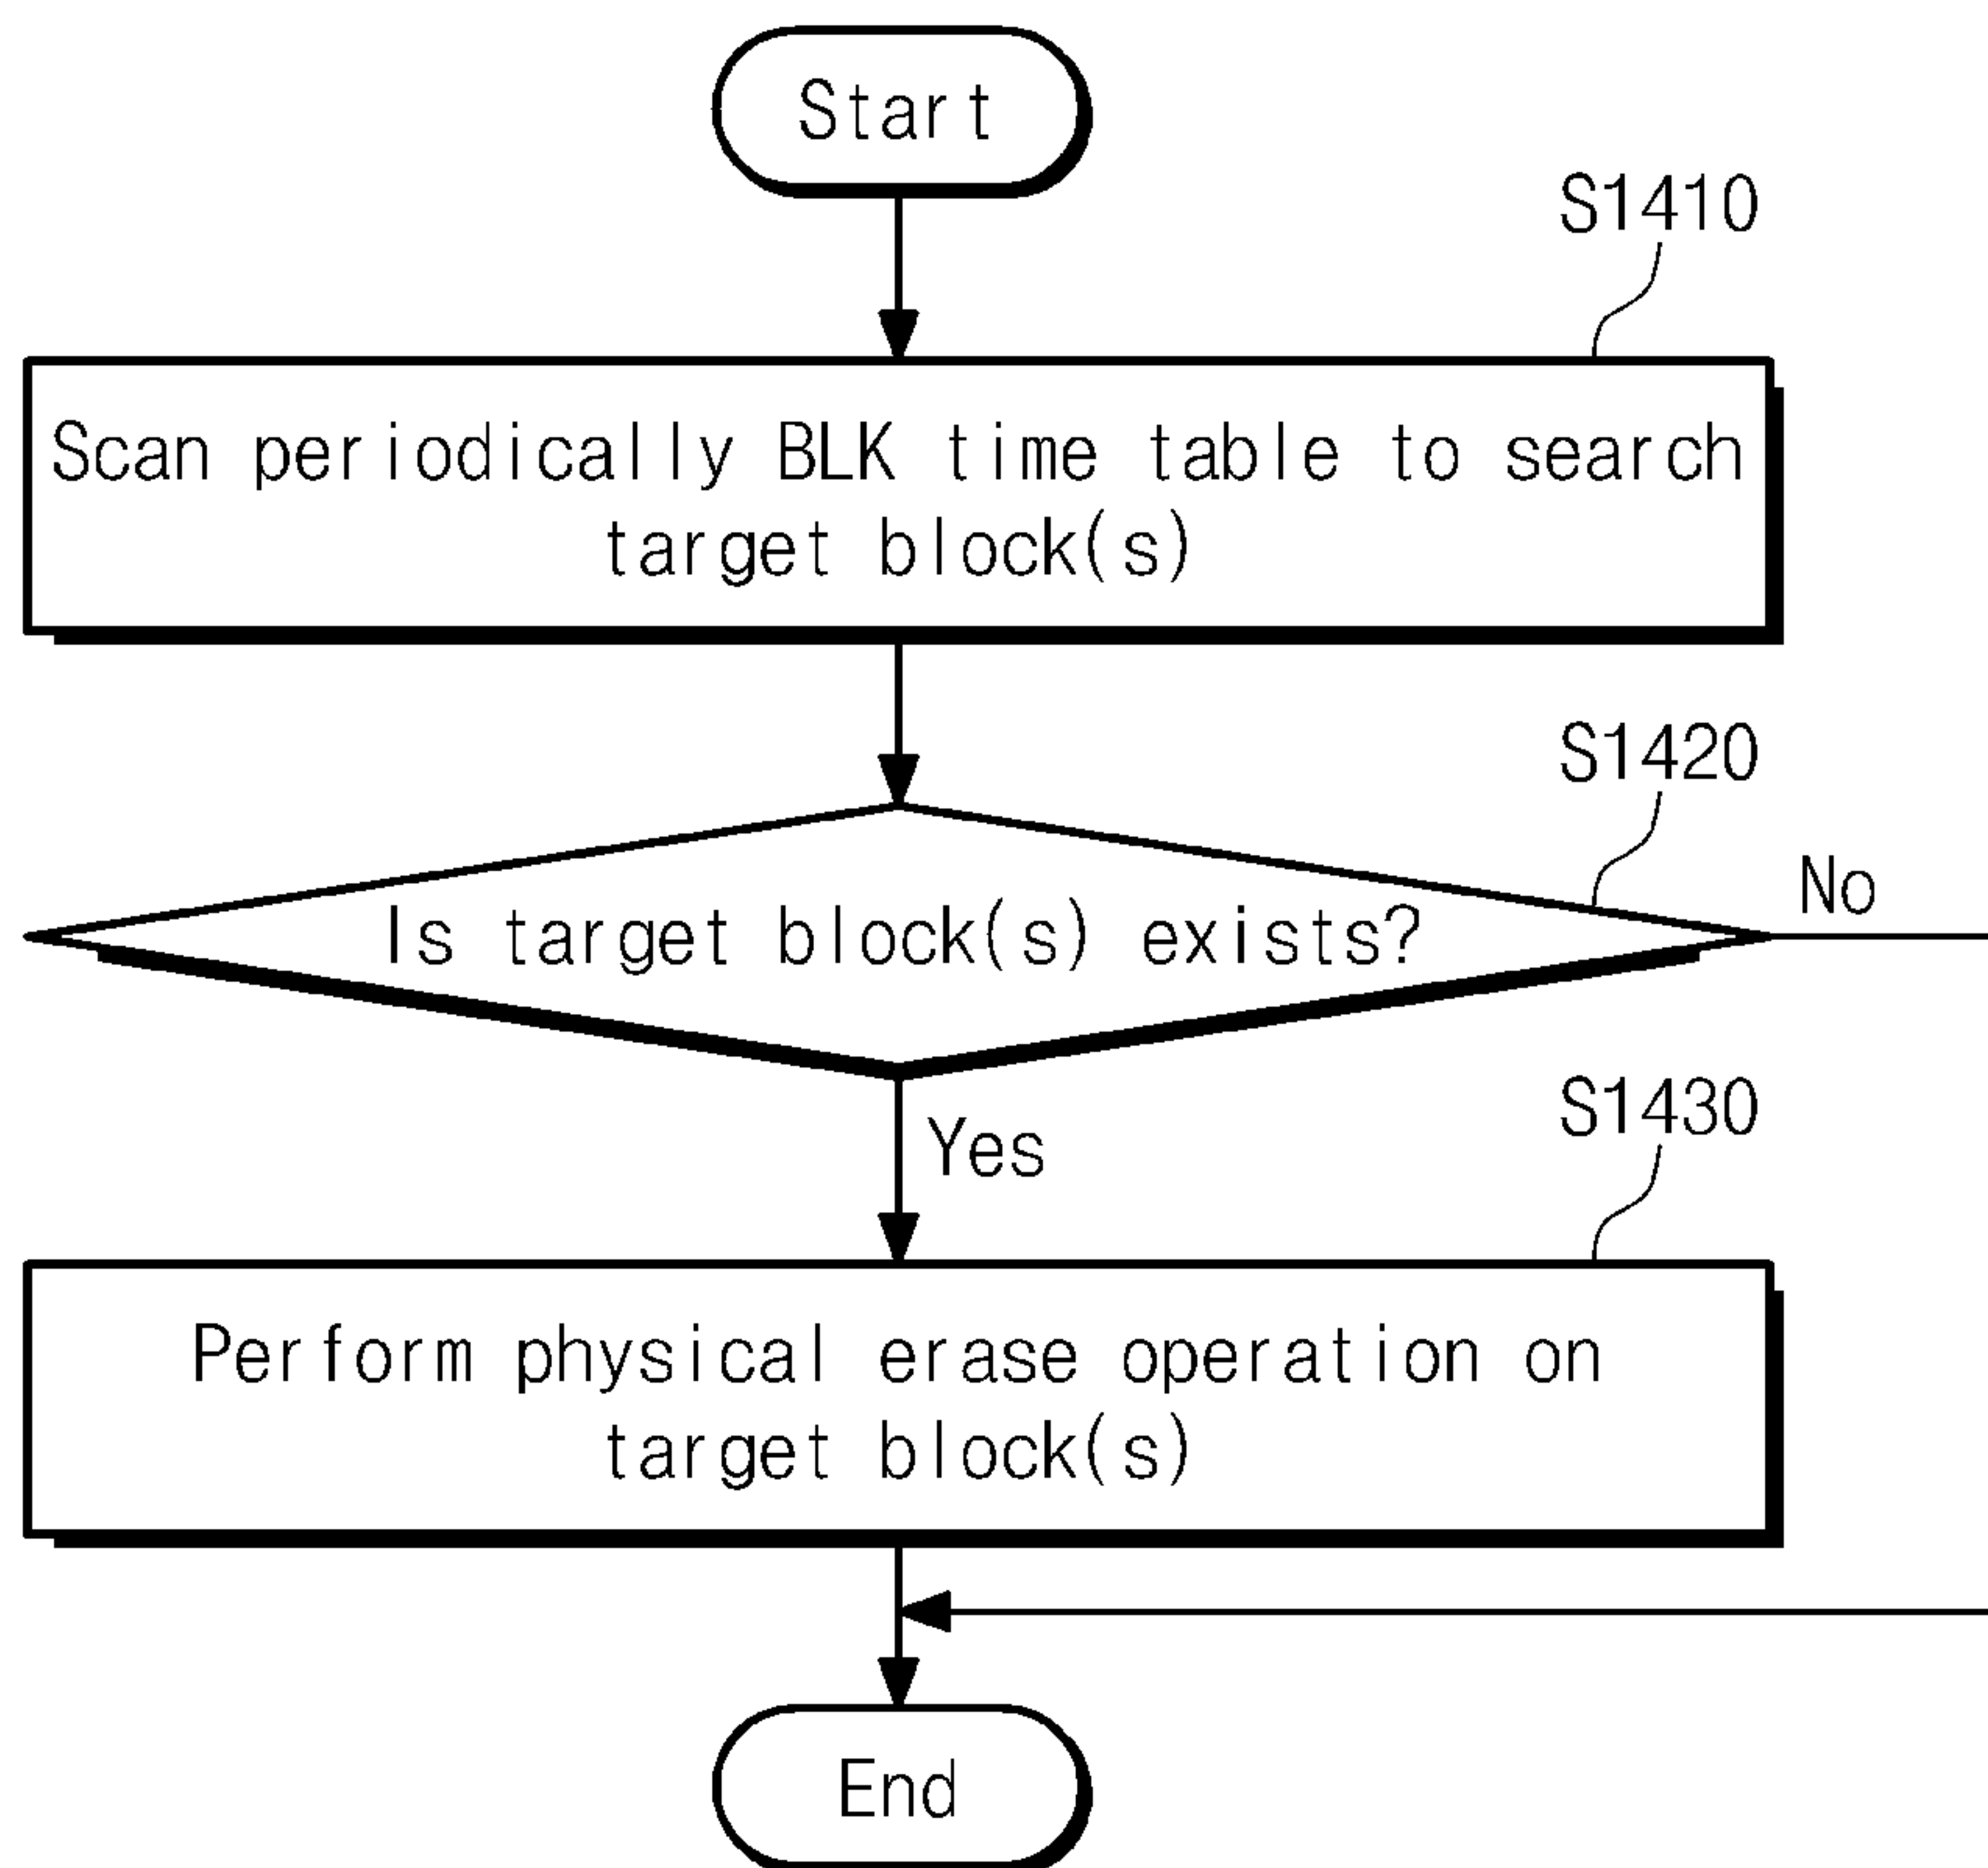 Start
S1410
Scan periodically BLK time table to search
target block(s)
S1420
Is target block(s) exists?
No
Yes
S1430
Perform physical erase operation on
target block(s)
End